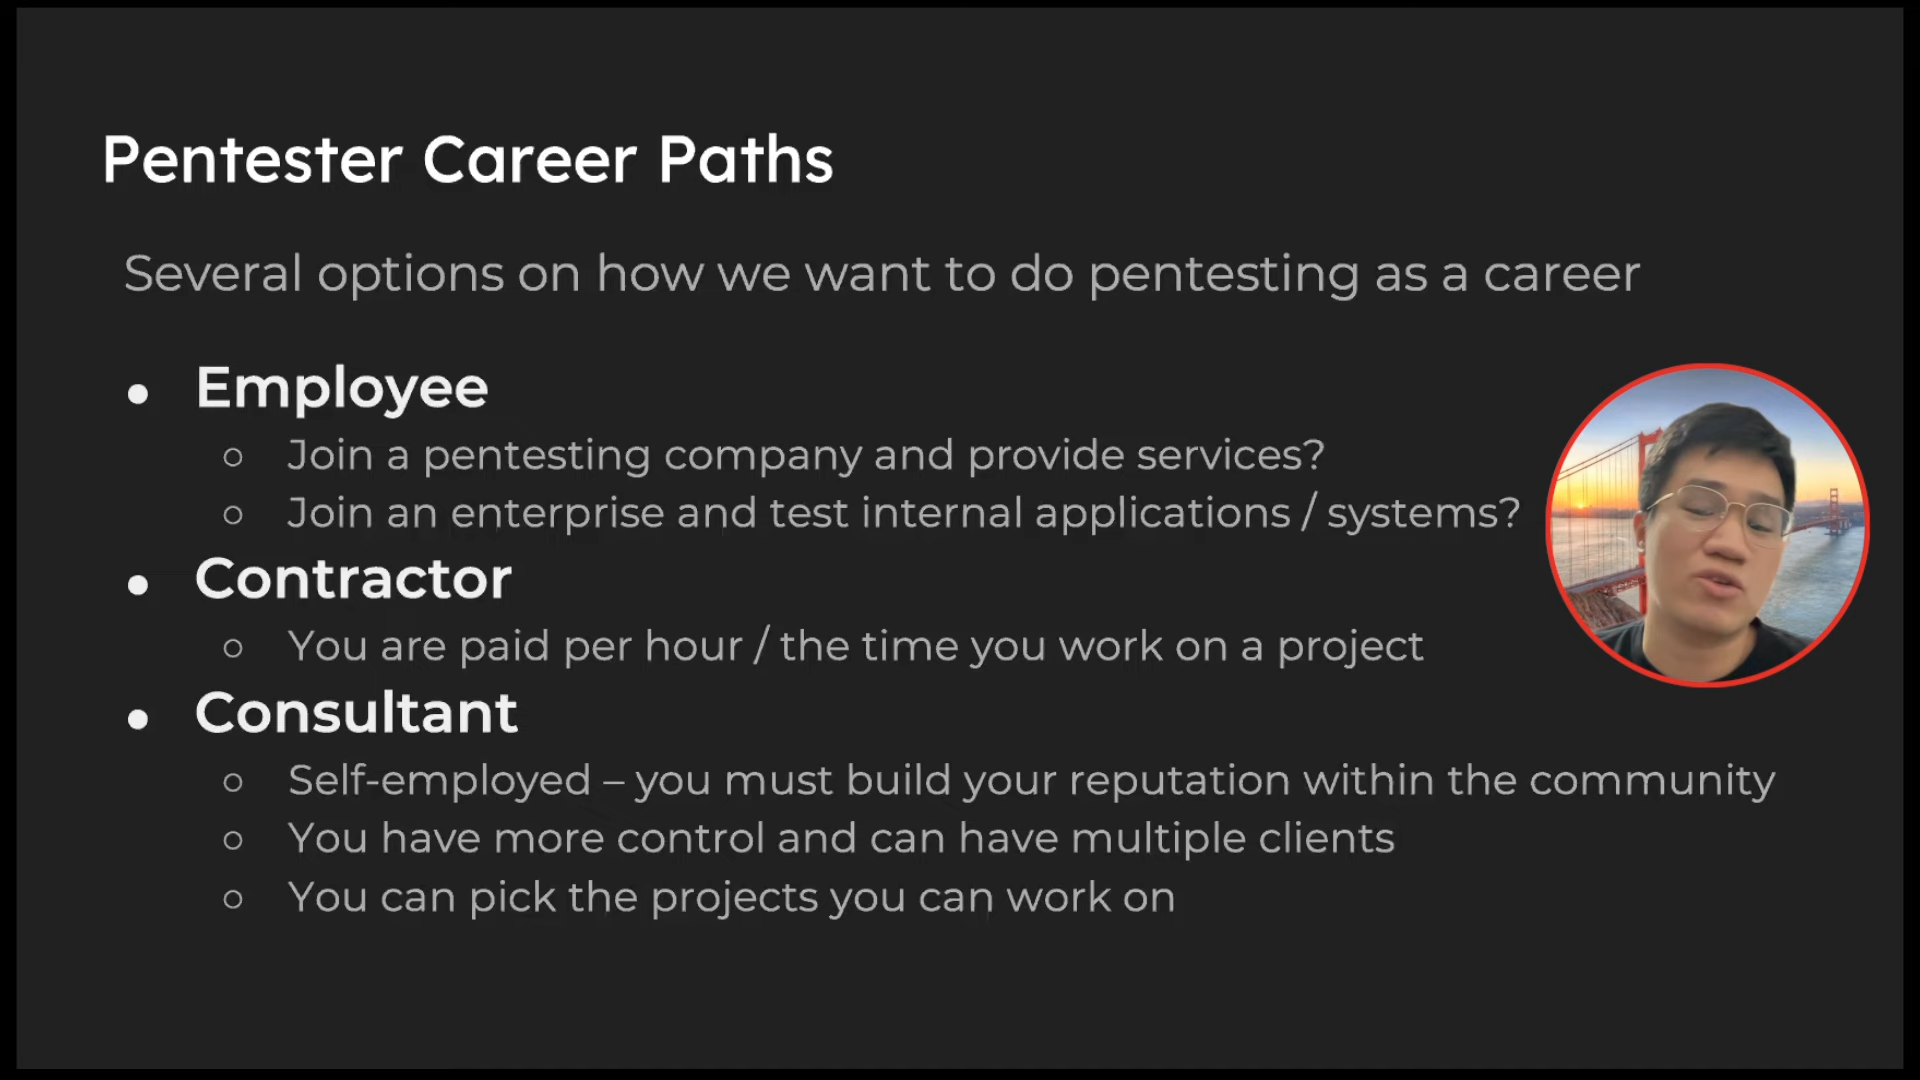 Pentester Career Paths
Several options on how we want to do pentesting as a career
● Employee
○ Join a pentesting company and provide services?
○ Join an enterprise and test internal applications / systems?
● Contractor
○ You are paid per hour / the time you work on a project
● Consultant
○ Self-employed – you must build your reputation within the community
○ You have more control and can have multiple clients
○ You can pick the projects you can work on